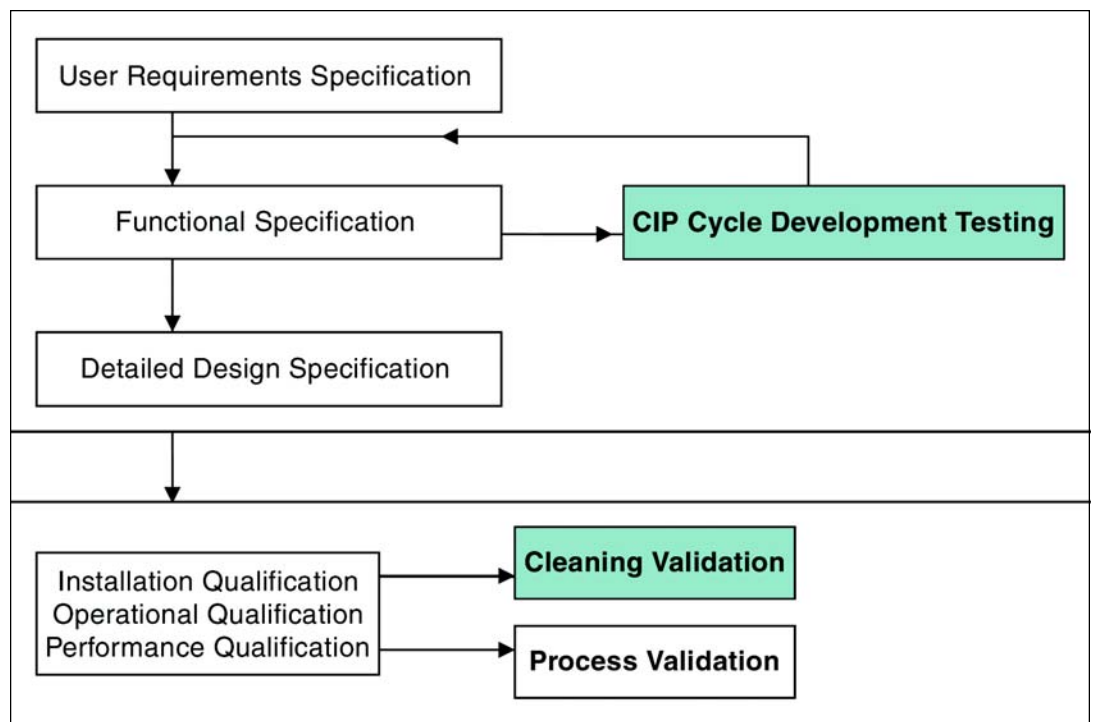 User Requirements Specification
Functional Specification
CIP Cycle Development Testing
Detailed Design Specification
Installation Qualification
Operational Qualification
Performance Qualification
Cleaning Validation
Process Validation